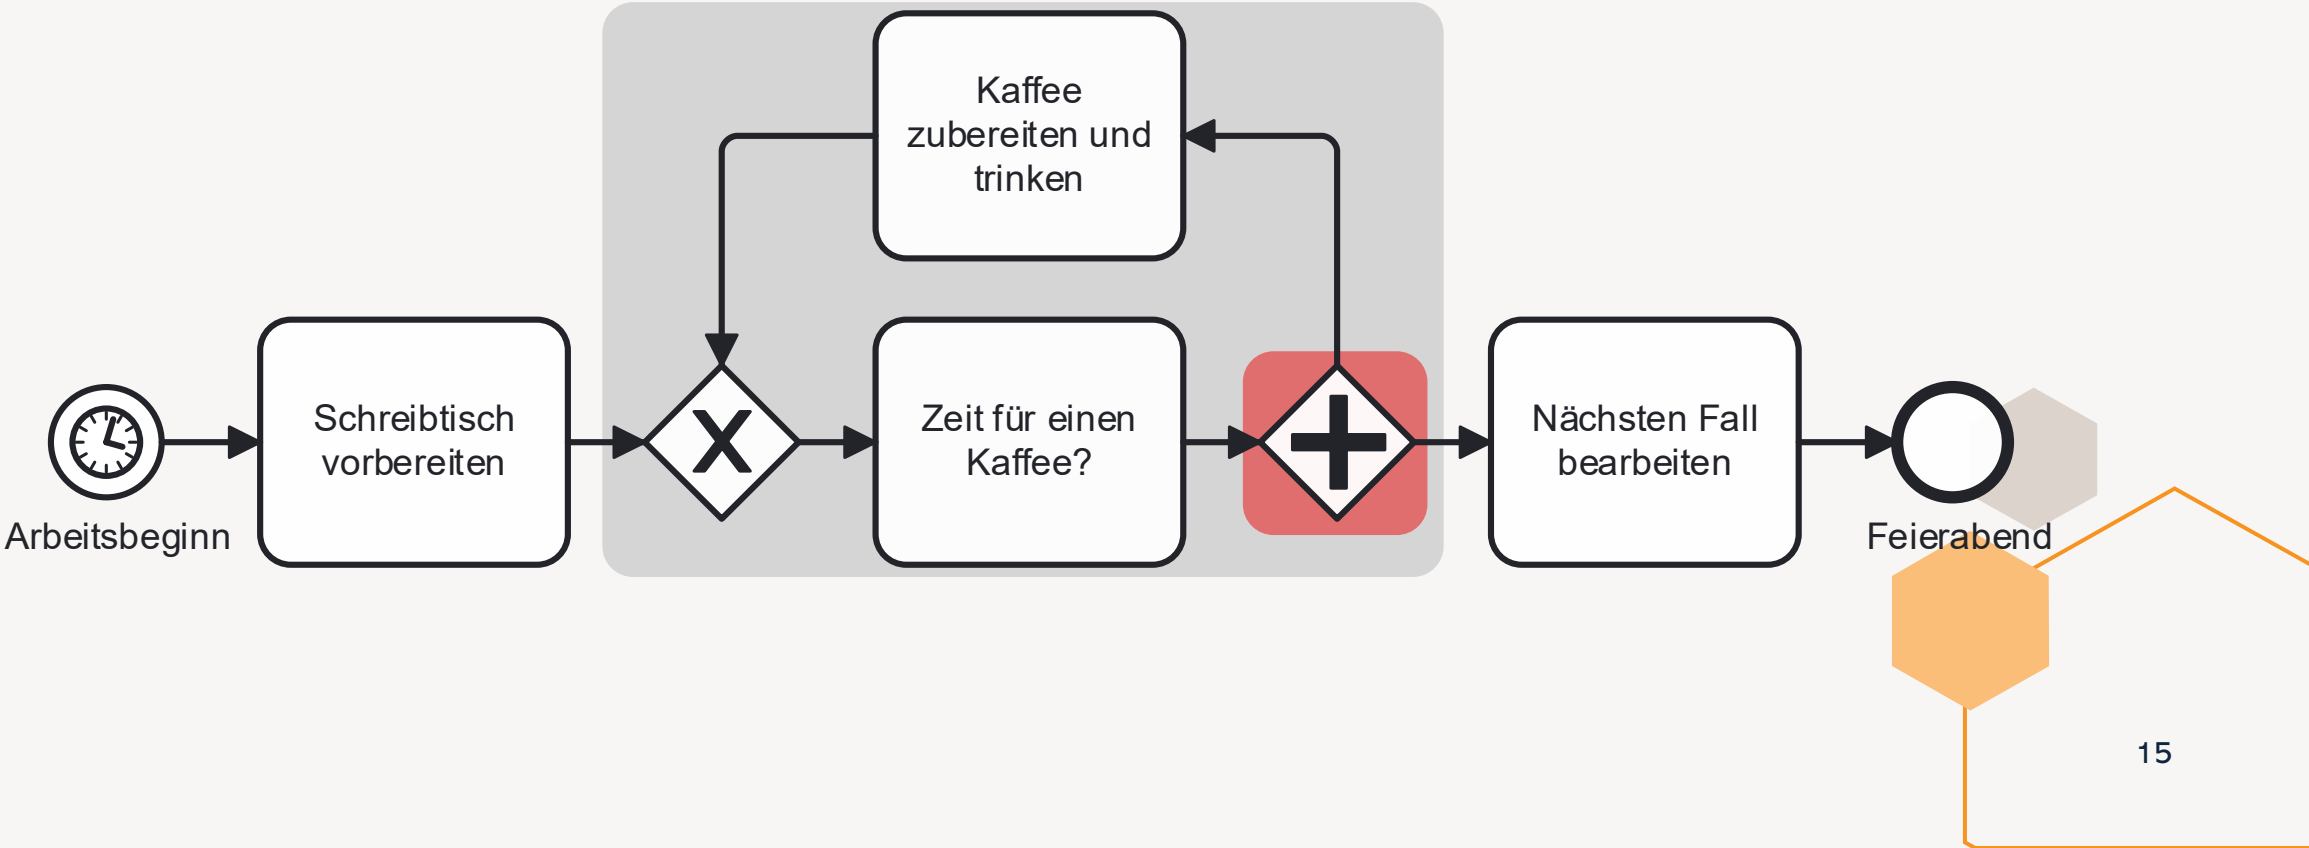 Kaffee
zubereiten und
trinken
Schreibtisch
vorbereiten
X
Zeit für einen
Kaffee?
Nächsten Fall
bearbeiten
Arbeitsbeginn
Feierabend
15